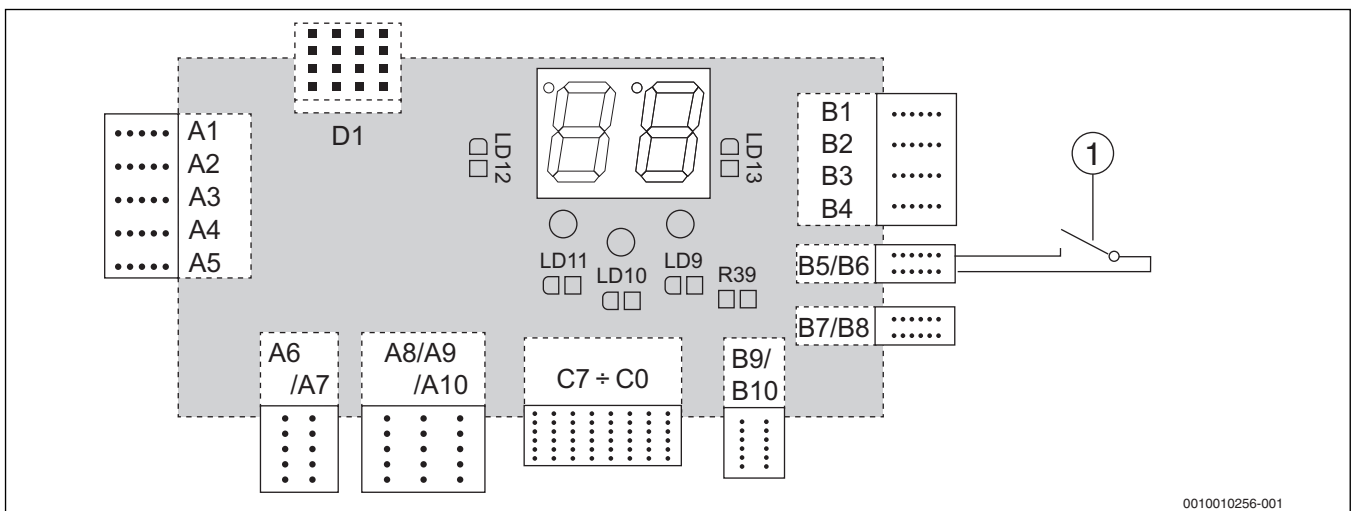 D1
A1
A2
A3
A4
A5
LD12
LD13
B1
B2
B3
B4
1
LD11
LD10
LD9
R39
B5/B6
B7/B8
A6
/A7
A8/A9
/A10
C7 ÷ C0
B9/
B10
0010010256-001